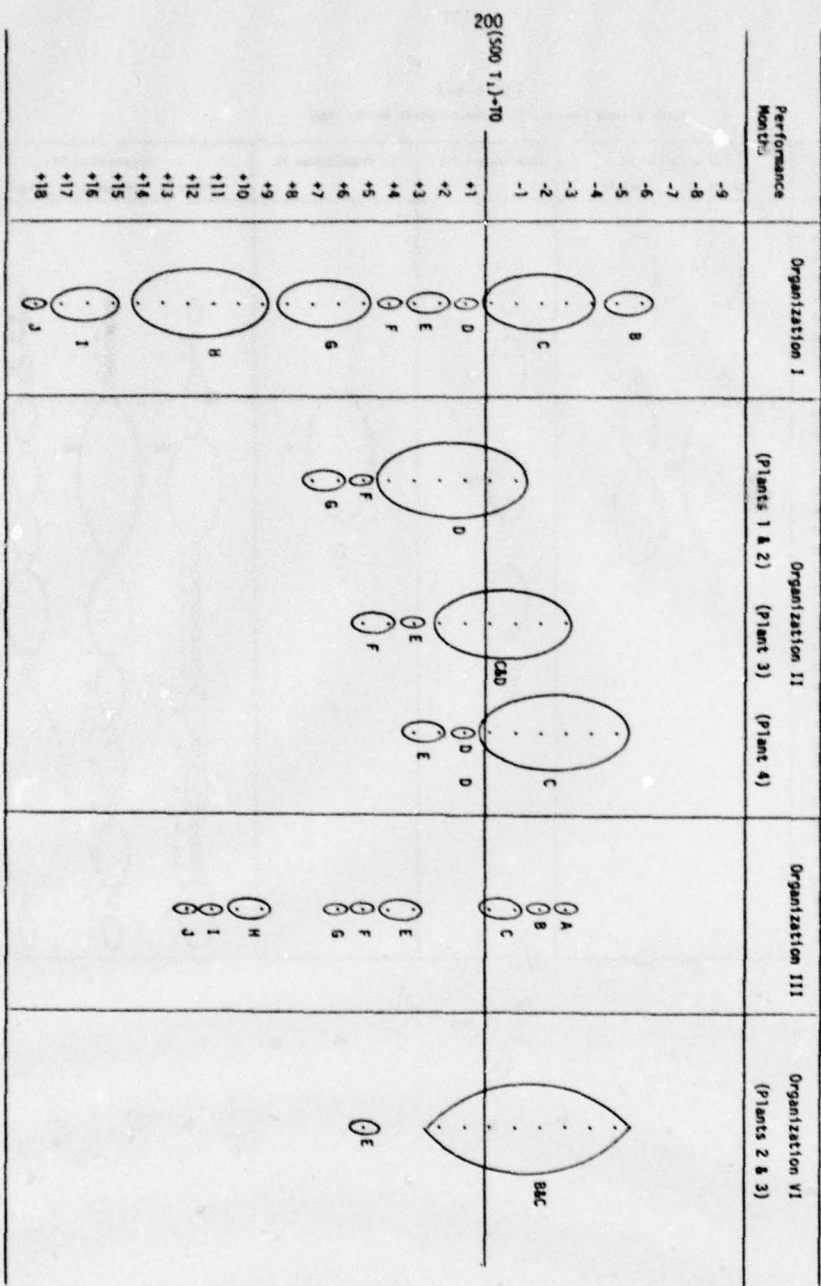 Performance Months
Organization I
Organization II
Organization III
Organization VI
(Plants 1 & 2)
(Plant 3)
(Plant 4)
(Plants 2 & 3)
-9
-8
-7
-6
-5
-4
-3
-2
-1
200(500 T.)-TO
+1
+2
+3
+4
+5
+6
+7
+8
+9
+10
+11
+12
+13
+14
+15
+16
+17
+18
B
C
D
E
F
G
H
I
J
D
F
G
C&D
E
F
C
D
D
E
A
B
C
E
F
G
H
I
J
B&C
E